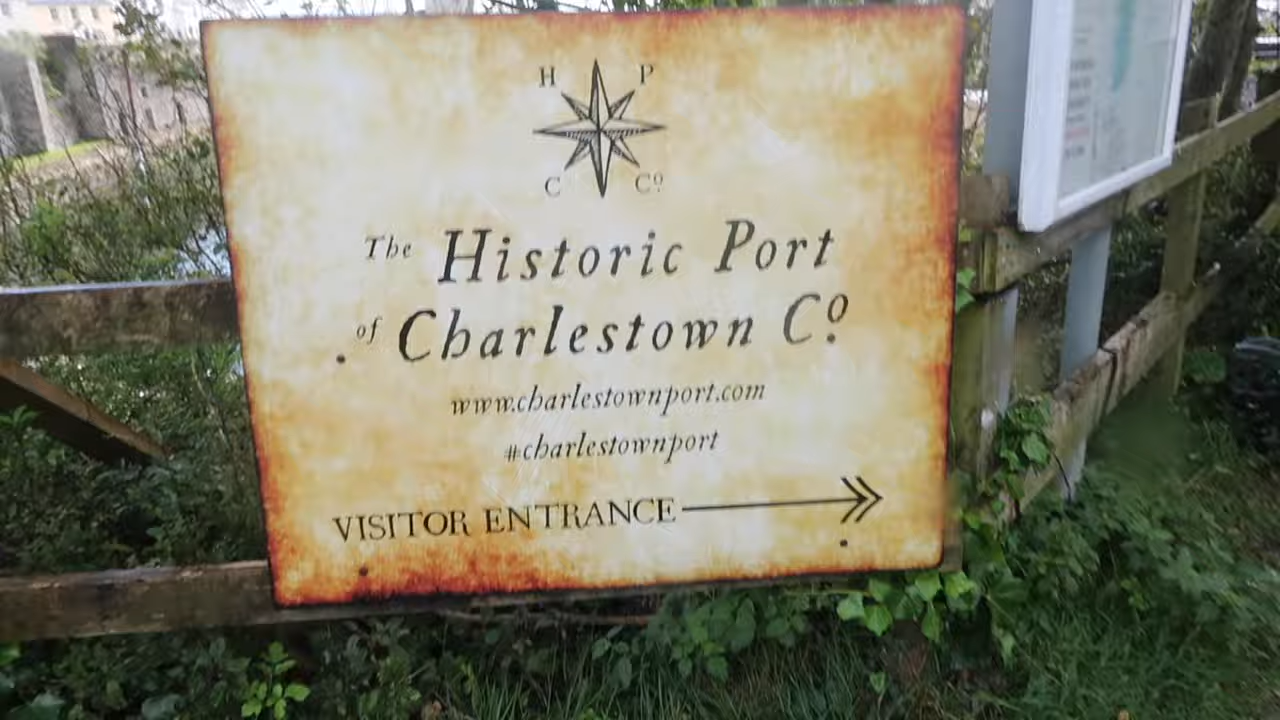 H P
C Cº
The Historic Port
of Charlestown Cº
www.charlestownport.com
#charlestownport
VISITOR ENTRANCE